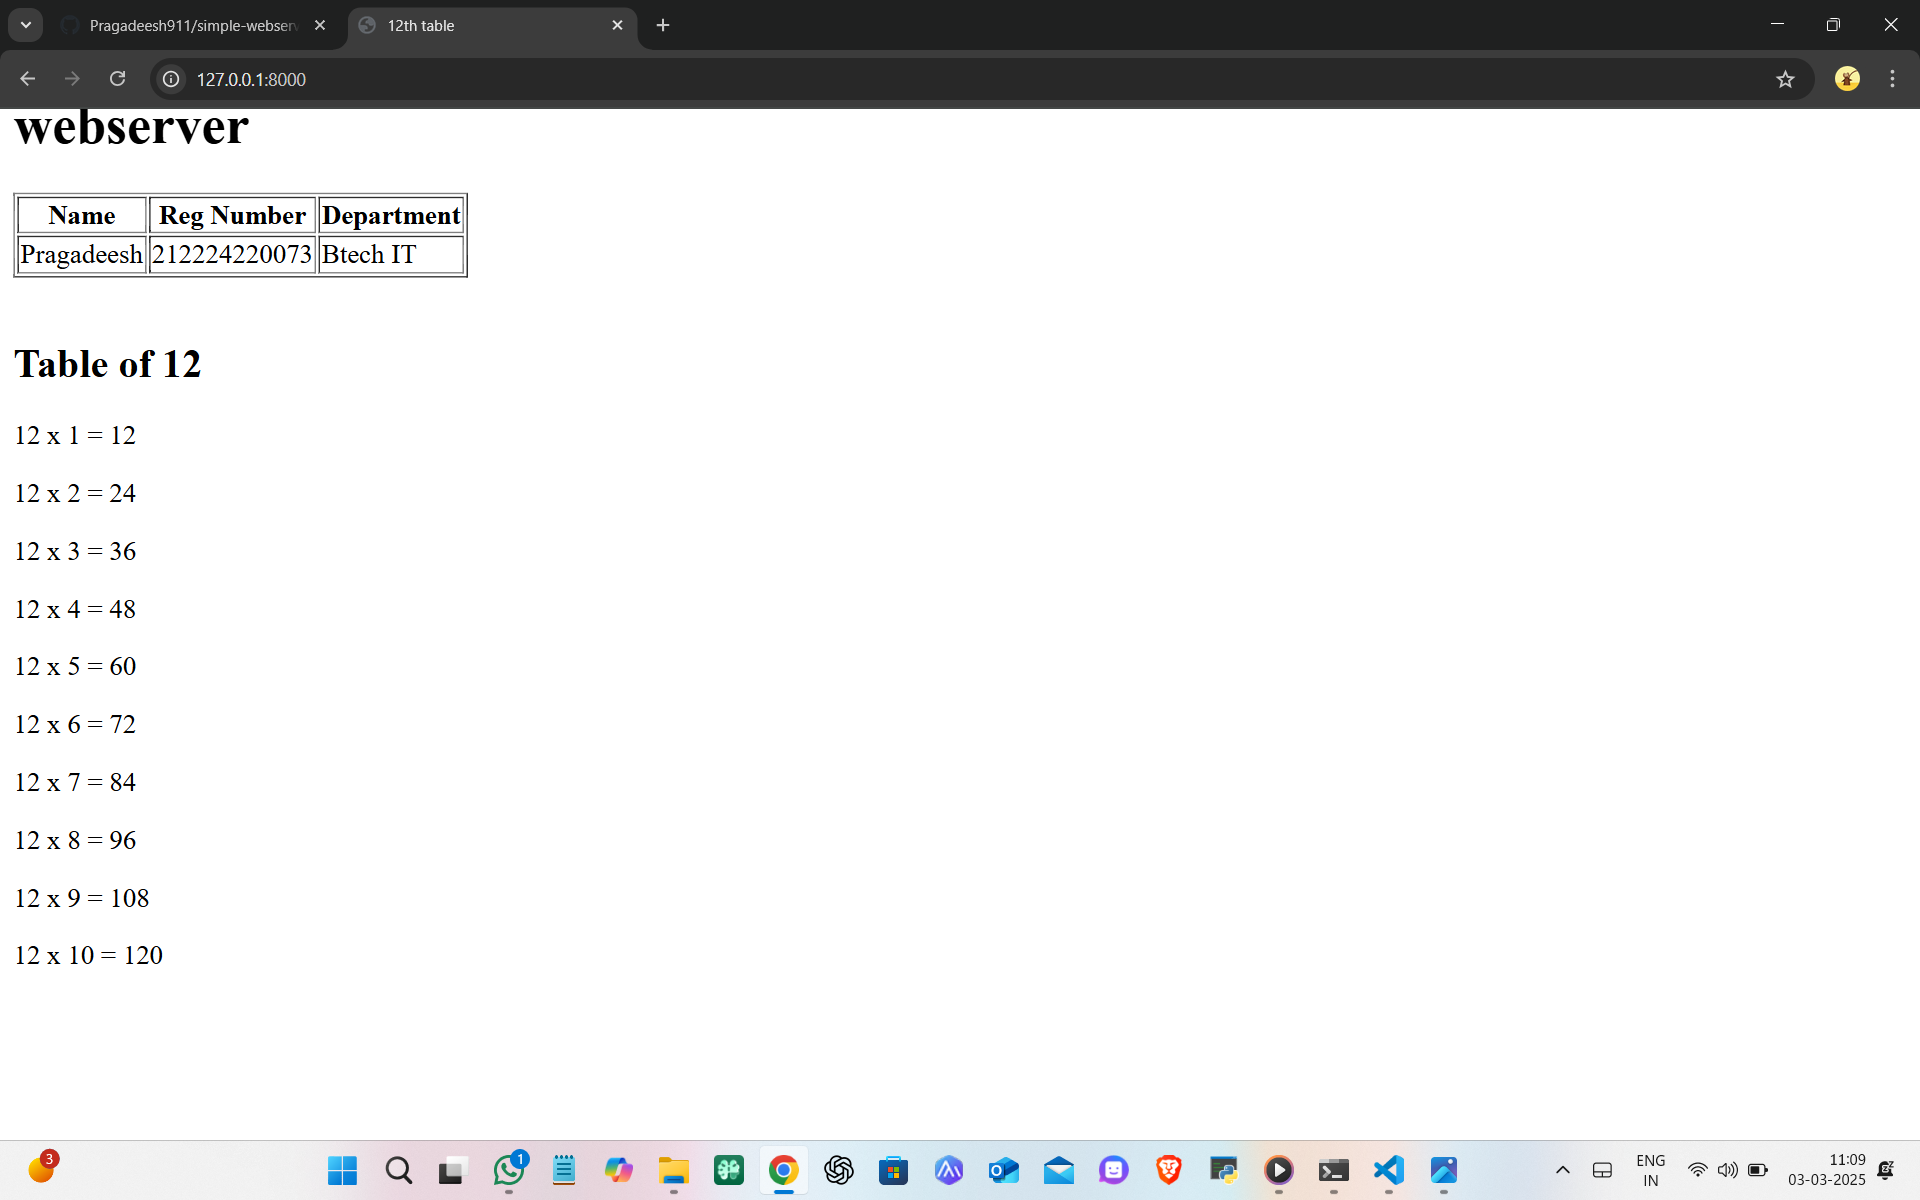 Pragadeesh911/simple-webserv
12th table
127.0.0.1:8000
webserver
Name Reg Number Department
Pragadeesh 212224220073 Btech IT
Table of 12
12 x 1 = 12
12 x 2 = 24
12 x 3 = 36
12 x 4 = 48
12 x 5 = 60
12 x 6 = 72
12 x 7 = 84
12 x 8 = 96
12 x 9 = 108
12 x 10 = 120
3
1
ENG
IN
11:09
03-03-2025